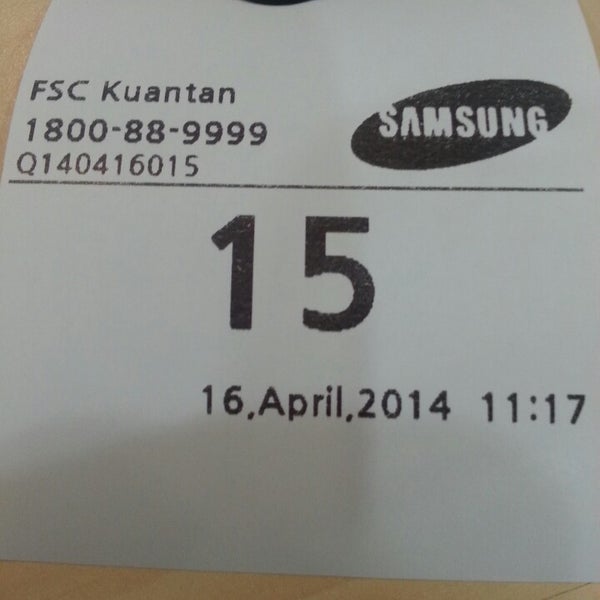 FSC Kuantan
1800-88-9999
Q140416015
SAMSUNG
15
16,April,2014 11:17